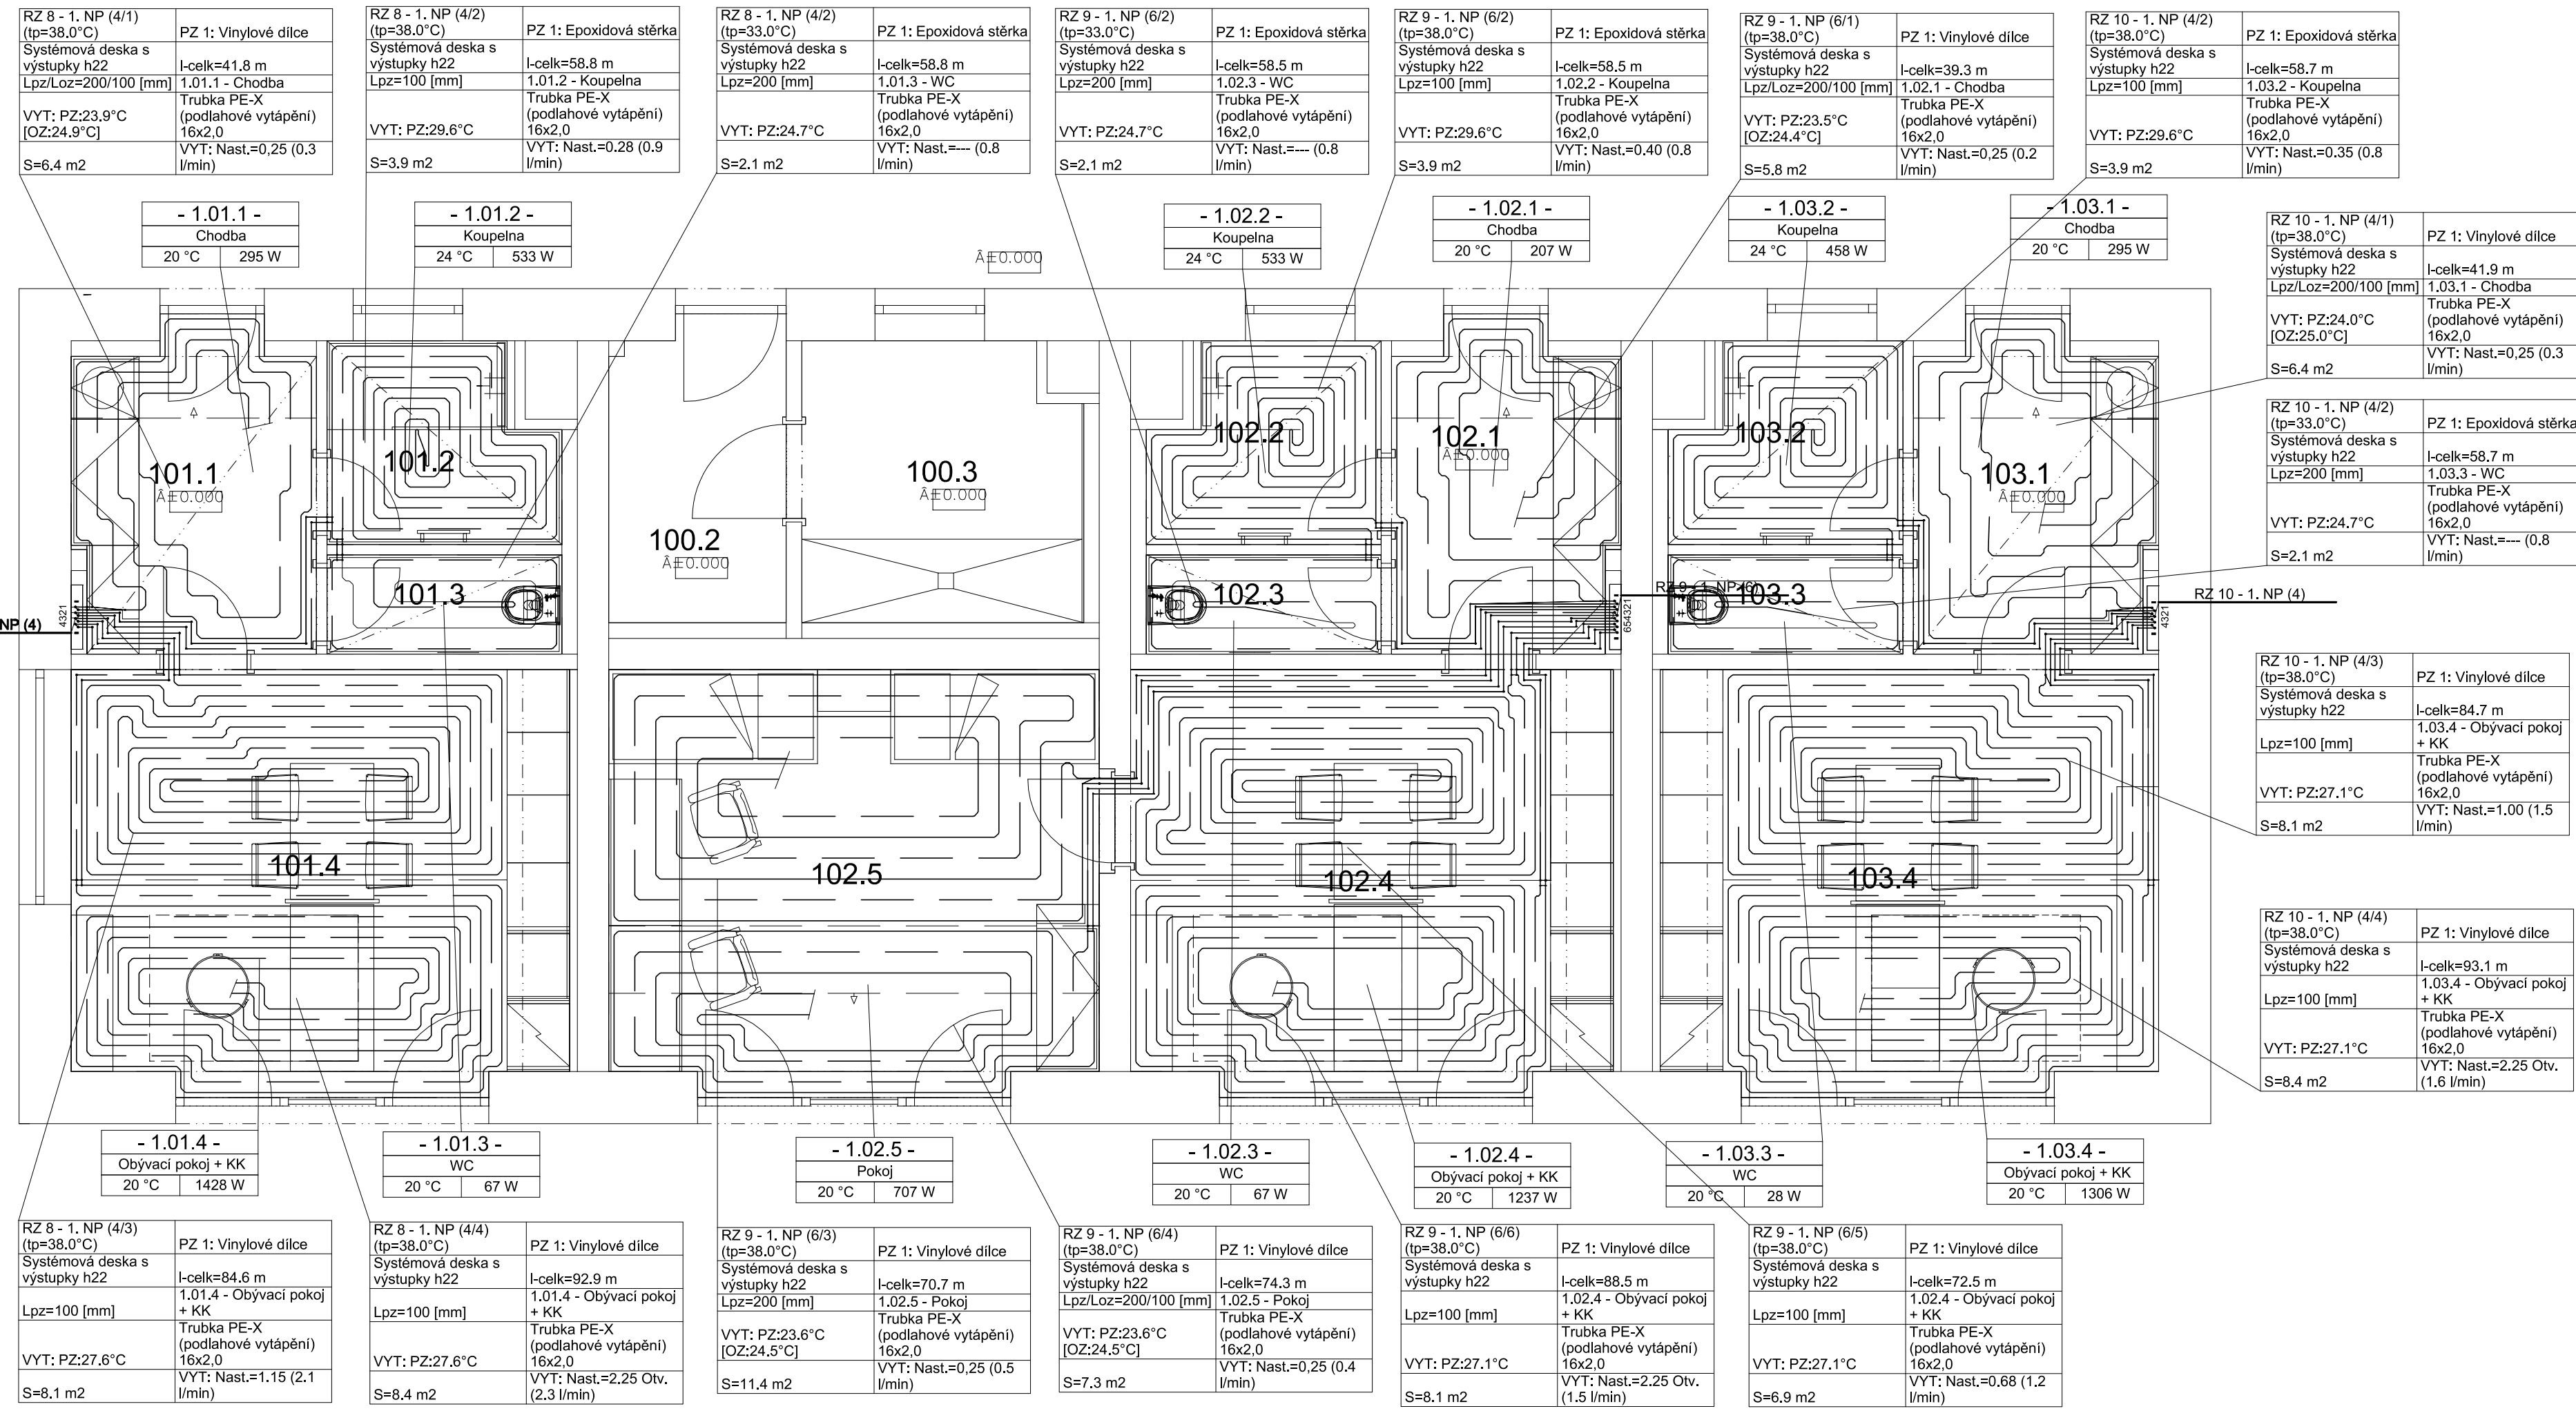 RZ 8 - 1. NP (4/1)
(tp=38.0°C)
PZ 1: Vinylové dílce
Systémová deska s
výstupky h22
l-celk=41.8 m
Lpz/Loz=200/100 [mm]
1.01.1 - Chodba
VYT: PZ:23,9°C
[OZ:24.9°C]
Trubka PE-X
(podlahové vytápění)
16x2,0
S=6.4 m2
VYT: Nast.=0,25 (0.3
l/min)
RZ 8 - 1. NP (4/2)
(tp=38.0°C)
PZ 1: Epoxidová stěrka
Systémová deska s
výstupky h22
l-celk=58.8 m
Lpz=100 [mm]
1.01.2 - Koupelna
VYT: PZ:29.6°C
Trubka PE-X
(podlahové vytápění)
16x2,0
S=3,9 m2
VYT: Nast.=0.28 (0.9
l/min)
RZ 8 - 1. NP (4/2)
(tp=33.0°C)
PZ 1: Epoxidová stěrka
Systémová deska s
výstupky h22
l-celk=58.8 m
Lpz=200 [mm]
1.01.3 - WC
VYT: PZ:24.7°C
Trubka PE-X
(podlahové vytápění)
16x2,0
S=2.1 m2
VYT: Nast.=--- (0.8
l/min)
RZ 9 - 1. NP (6/2)
(tp=33.0°C)
PZ 1: Epoxidová stěrka
Systémová deska s
výstupky h22
l-celk=58.5 m
Lpz=200 [mm]
1.02.3 - WC
VYT: PZ:24.7°C
Trubka PE-X
(podlahové vytápění)
16x2,0
S=2.1 m2
VYT: Nast.=--- (0.8
l/min)
RZ 9 - 1. NP (6/2)
(tp=38.0°C)
PZ 1: Epoxidová stěrka
Systémová deska s
výstupky h22
l-celk=58.5 m
Lpz=100 [mm]
1.02.2 - Koupelna
VYT: PZ:29.6°C
Trubka PE-X
(podlahové vytápění)
16x2,0
S=3.9 m2
VYT: Nast.=0.40 (0.8
l/min)
RZ 9 - 1. NP (6/1)
(tp=38.0°C)
PZ 1: Vinylové dílce
Systémová deska s
výstupky h22
l-celk=39.3 m
Lpz/Loz=200/100 [mm]
1.02.1 - Chodba
VYT: PZ:23.5°C
[OZ:24.4°C]
Trubka PE-X
(podlahové vytápění)
16x2,0
S=5.8 m2
VYT: Nast.=0,25 (0.2
l/min)
RZ 10 - 1. NP (4/2)
(tp=38.0°C)
PZ 1: Epoxidová stěrka
Systémová deska s
výstupky h22
l-celk=58.7 m
Lpz=100 [mm]
1.03.2 - Koupelna
VYT: PZ:29.6°C
Trubka PE-X
(podlahové vytápění)
16x2,0
S=3.9 m2
VYT: Nast.=0.35 (0.8
l/min)
- 1.01.1 -
Chodba
20 °C 295 W
- 1.01.2 -
Koupelna
24 °C 533 W
Â±0.000
- 1.02.2 -
Koupelna
24 °C 533 W
- 1.02.1 -
Chodba
20 °C 207 W
- 1.03.2 -
Koupelna
24 °C 458 W
- 1.03.1 -
Chodba
20 °C 295 W
RZ 10 - 1. NP (4/1)
(tp=38.0°C)
PZ 1: Vinylové dílce
Systémová deska s
výstupky h22
l-celk=41.9 m
Lpz/Loz=200/100 [mm]
1.03.1 - Chodba
VYT: PZ:24.0°C
[OZ:25.0°C]
Trubka PE-X
(podlahové vytápění)
16x2,0
S=6.4 m2
VYT: Nast.=0,25 (0.3
l/min)
RZ 10 - 1. NP (4/2)
(tp=33.0°C)
PZ 1: Epoxidová stěrka
Systémová deska s
výstupky h22
l-celk=58.7 m
Lpz=200 [mm]
1.03.3 - WC
VYT: PZ:24.7°C
Trubka PE-X
(podlahové vytápění)
16x2,0
S=2.1 m2
VYT: Nast.=--- (0.8
l/min)
101.1
Â±0.000
101.2
100.3
Â±0.000
102.2
102.1
Â±0.000
103.2
103.1
Â±0.000
100.2
Â±0.000
101.3
102.3
RZ 9 - 1. NP (6)
103.3
RZ 10 - 1. NP (4)
NP (4)
4321
654321
4321
101.4
102.5
102.4
103.4
RZ 10 - 1. NP (4/3)
(tp=38.0°C)
PZ 1: Vinylové dílce
Systémová deska s
výstupky h22
l-celk=84.7 m
Lpz=100 [mm]
1.03.4 - Obývací pokoj
+ KK
VYT: PZ:27.1°C
Trubka PE-X
(podlahové vytápění)
16x2,0
S=8.1 m2
VYT: Nast.=1.00 (1.5
l/min)
RZ 10 - 1. NP (4/4)
(tp=38.0°C)
PZ 1: Vinylové dílce
Systémová deska s
výstupky h22
l-celk=93.1 m
Lpz=100 [mm]
1.03.4 - Obývací pokoj
+ KK
VYT: PZ:27.1°C
Trubka PE-X
(podlahové vytápění)
16x2,0
S=8.4 m2
VYT: Nast.=2.25 Otv.
(1.6 l/min)
- 1.01.4 -
Obývací pokoj + KK
20 °C 1428 W
- 1.01.3 -
WC
20 °C 67 W
- 1.02.5 -
Pokoj
20 °C 707 W
- 1.02.3 -
WC
20 °C 67 W
- 1.02.4 -
Obývací pokoj + KK
20 °C 1237 W
- 1.03.3 -
WC
20 °C 28 W
- 1.03.4 -
Obývací pokoj + KK
20 °C 1306 W
RZ 8 - 1. NP (4/3)
(tp=38.0°C)
PZ 1: Vinylové dílce
Systémová deska s
výstupky h22
l-celk=84.6 m
Lpz=100 [mm]
1.01.4 - Obývací pokoj
+ KK
VYT: PZ:27.6°C
Trubka PE-X
(podlahové vytápění)
16x2,0
S=8.1 m2
VYT: Nast.=1.15 (2.1
l/min)
RZ 8 - 1. NP (4/4)
(tp=38.0°C)
PZ 1: Vinylové dílce
Systémová deska s
výstupky h22
l-celk=92.9 m
Lpz=100 [mm]
1.01.4 - Obývací pokoj
+ KK
VYT: PZ:27.6°C
Trubka PE-X
(podlahové vytápění)
16x2,0
S=8.4 m2
VYT: Nast.=2.25 Otv.
(2.3 l/min)
RZ 9 - 1. NP (6/3)
(tp=38.0°C)
PZ 1: Vinylové dílce
Systémová deska s
výstupky h22
l-celk=70.7 m
Lpz=200 [mm]
1.02.5 - Pokoj
VYT: PZ:23.6°C
[OZ:24.5°C]
Trubka PE-X
(podlahové vytápění)
16x2,0
S=11.4 m2
VYT: Nast.=0,25 (0.5
l/min)
RZ 9 - 1. NP (6/4)
(tp=38.0°C)
PZ 1: Vinylové dílce
Systémová deska s
výstupky h22
l-celk=74.3 m
Lpz/Loz=200/100 [mm]
1.02.5 - Pokoj
VYT: PZ:23.6°C
[OZ:24.5°C]
Trubka PE-X
(podlahové vytápění)
16x2,0
S=7.3 m2
VYT: Nast.=0,25 (0.4
l/min)
RZ 9 - 1. NP (6/6)
(tp=38.0°C)
PZ 1: Vinylové dílce
Systémová deska s
výstupky h22
l-celk=88.5 m
Lpz=100 [mm]
1.02.4 - Obývací pokoj
+ KK
VYT: PZ:27.1°C
Trubka PE-X
(podlahové vytápění)
16x2,0
S=8.1 m2
VYT: Nast.=2.25 Otv.
(1.5 l/min)
RZ 9 - 1. NP (6/5)
(tp=38.0°C)
PZ 1: Vinylové dílce
Systémová deska s
výstupky h22
l-celk=72.5 m
Lpz=100 [mm]
1.02.4 - Obývací pokoj
+ KK
VYT: PZ:27.1°C
Trubka PE-X
(podlahové vytápění)
16x2,0
S=6.9 m2
VYT: Nast.=0.68 (1.2
l/min)